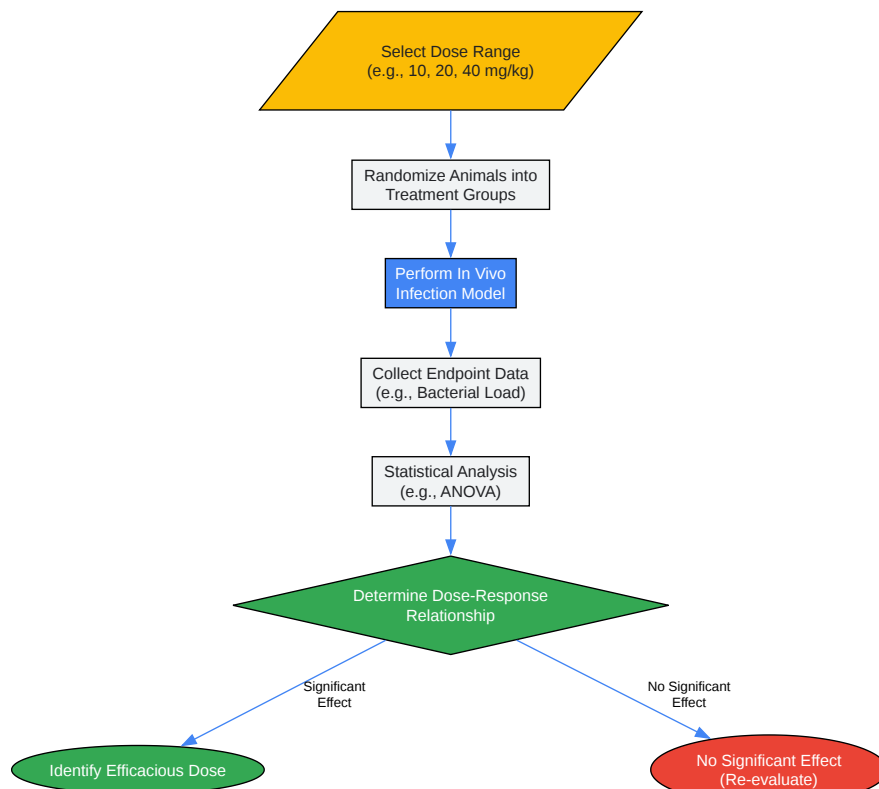 Select Dose Range
(e.g., 10, 20, 40 mg/kg)
Randomize Animals into
Treatment Groups
Perform In Vivo
Infection Model
Collect Endpoint Data
(e.g., Bacterial Load)
Statistical Analysis
(e.g., ANOVA)
Determine Dose-Response
Relationship
Significant
Effect
No Significant
Effect
Identify Efficacious Dose
No Significant Effect
(Re-evaluate)